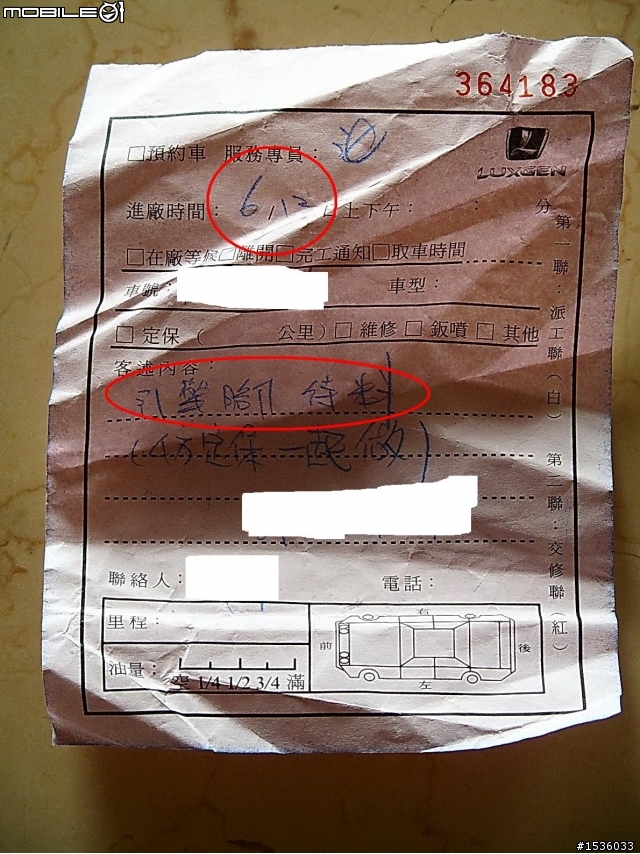 MOBILE01
364183
LUXGEN
□預約車 服務專員：
進廠時間：6/12 日上下午： ： 分
□在廠等候□離開□完工通知□取車時間
車號： 車型：
□定保（ 公里）□維修□鈑噴□其他
客述內容：
引擎腳 待料
(4万定保一起做)
聯絡人： 電話：
里程：
油量：
空 1/4 1/2 3/4 滿
右
前 後
左
第一聯：派工聯（白） 第二聯：交修聯（紅）
#1536033